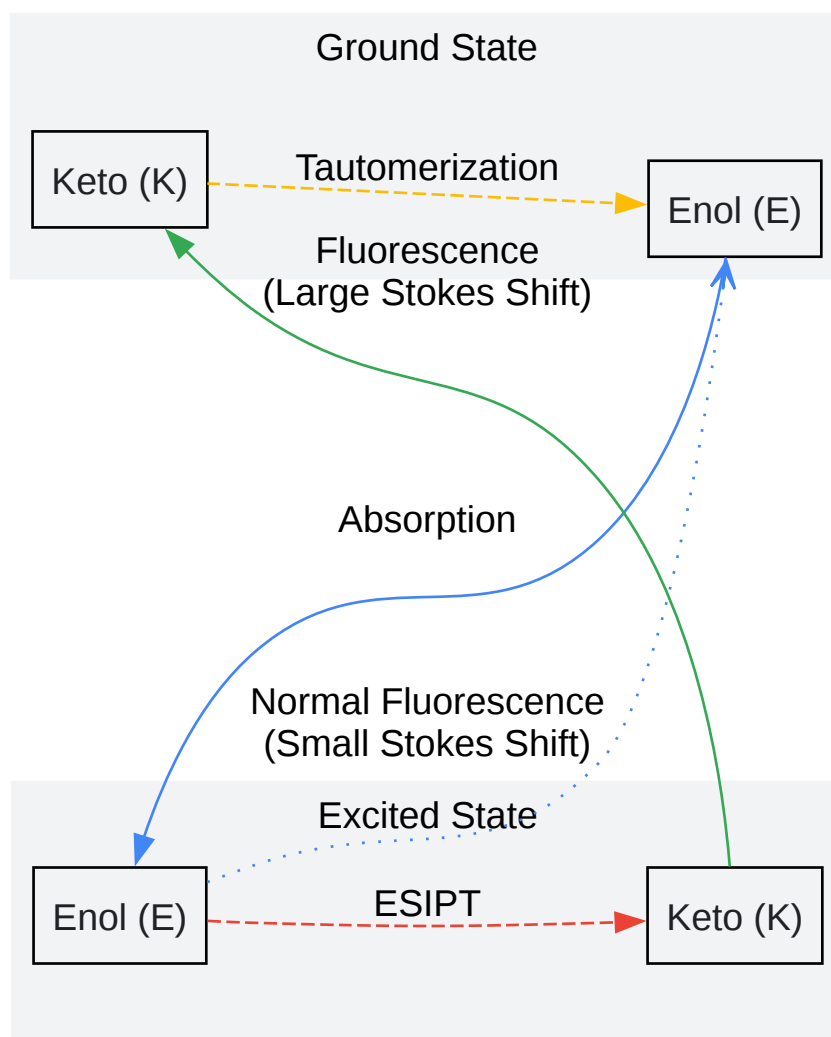 Ground State
Keto (K)
Tautomerization
Enol (E)
Fluorescence
(Large Stokes Shift)
Absorption
Normal Fluorescence
(Small Stokes Shift)
Excited State
Enol (E)
ESIPT
Keto (K)